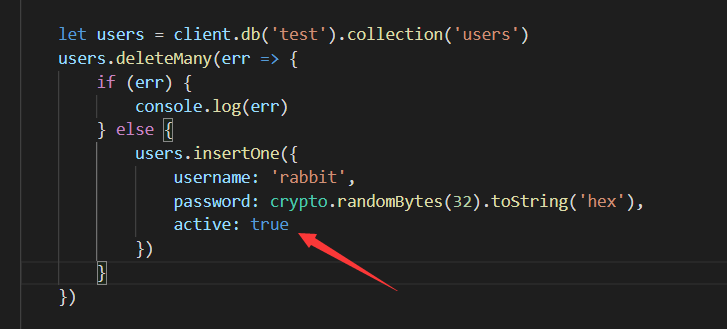 let users = client.db('test').collection('users')
users.deleteMany(err => {
if (err) {
console.log(err)
} else {
users.insertOne({
username: 'rabbit',
password: crypto.randomBytes(32).toString('hex'),
active: true
})
}
})